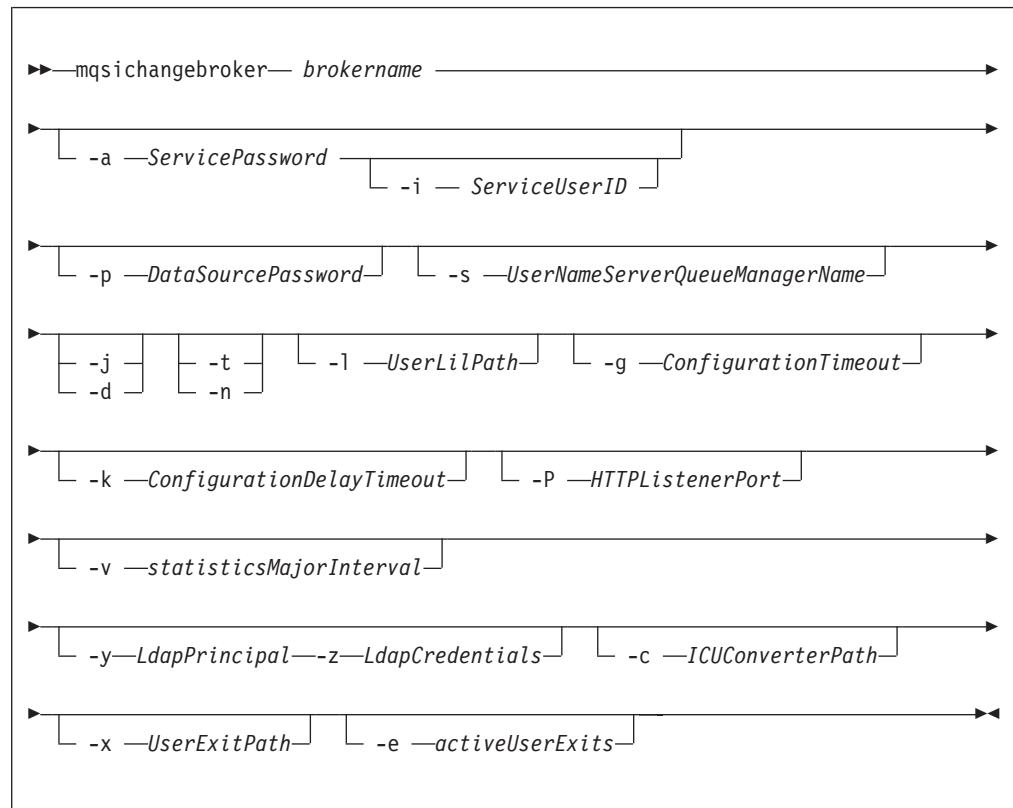 mqsichangebroker brokername
-a ServicePassword
-i ServiceUserID
-p DataSourcePassword -s UserNameServerQueueManagerName
-j -t -l UserLilPath -g ConfigurationTimeout
-d -n
-k ConfigurationDelayTimeout -P HTTPListenerPort
-v statisticsMajorInterval
-y LdapPrincipal -z LdapCredentials -c ICUConverterPath
-x UserExitPath -e activeUserExits